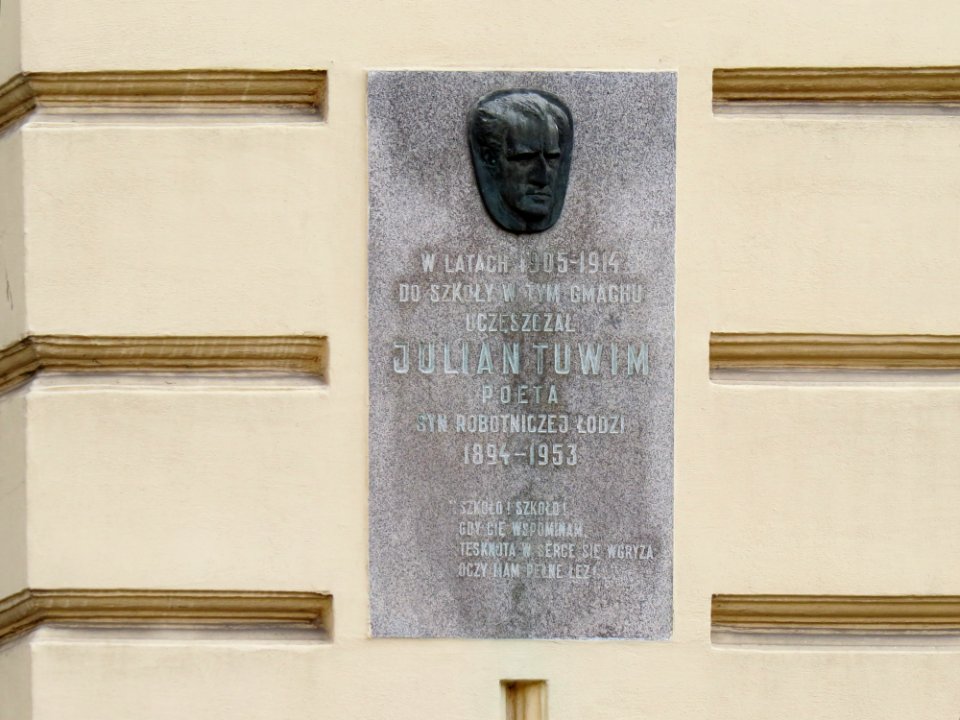 W LATACH 1905-1914
DO SZKOŁY W TYM GMACHU
UCZĘSZCZAŁ
JULIAN TUWIM
POETA
SYN ROBOTNICZEJ ŁODZI
1894-1953
"SZKOŁO! SZKOŁO!
GDY CIĘ WSPOMINAM,
TĘSKNOTA W SERCE SIĘ WGRYZA,
OCZY MAM PEŁNE ŁEZ!"